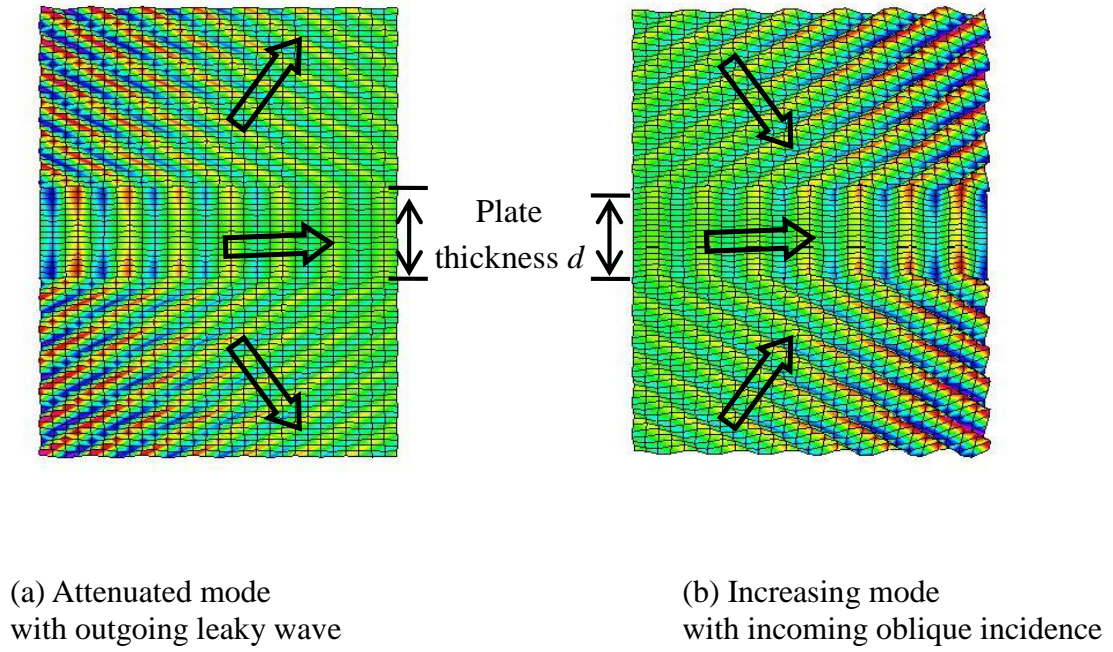 Plate
thickness d
(a) Attenuated mode
with outgoing leaky wave
(b) Increasing mode
with incoming oblique incidence